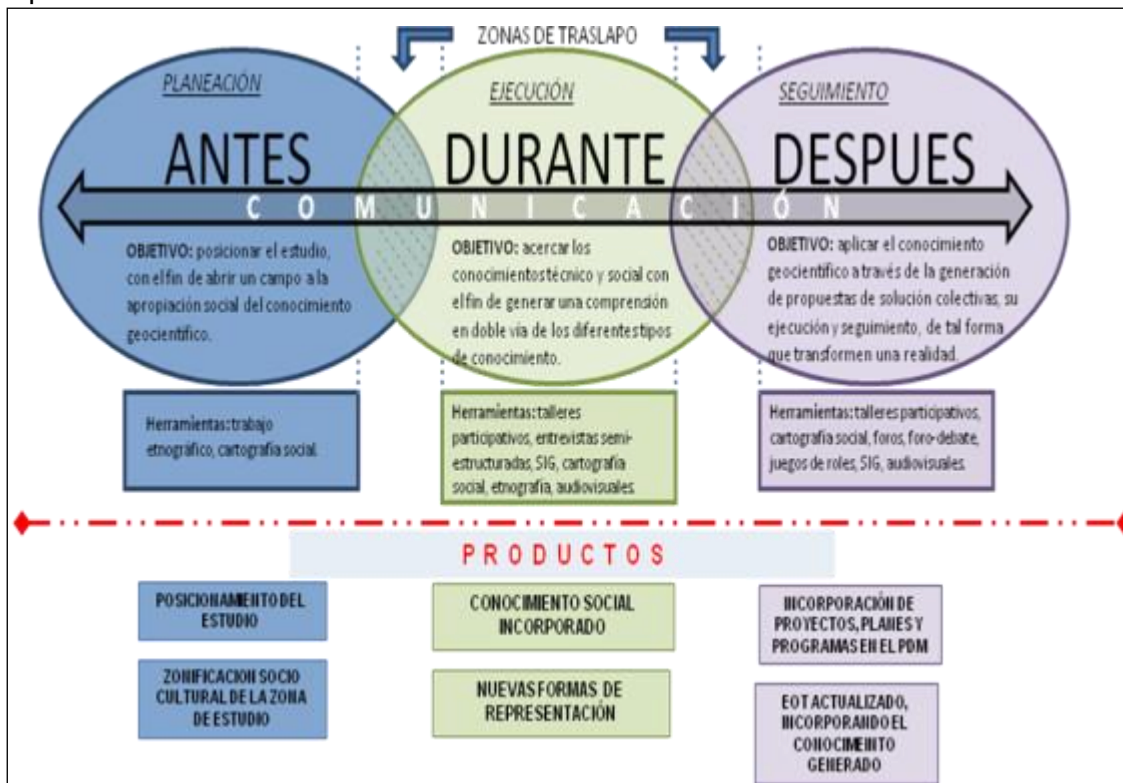 ZONAS DE TRASLAPO
PLANEACIÓN
ANTES
OBJETIVO: posicionar el estudio,
con el fin de abrir un campo a la
apropiación social del conocimiento
geocientífico.
Herramientas: trabajo
etnográfico, cartografía social.
EJECUCIÓN
DURANTE
OBJETIVO: acercar los
conocimientos técnico y social con
el fin de generar una comprensión
en doble vía de los diferentes tipos
de conocimiento.
Herramientas: talleres
participativos, entrevistas semi-
estructuradas, SIG, cartografía
social, etnografía, audiovisuales.
SEGUIMIENTO
DESPUES
OBJETIVO: aplicar el conocimiento
geocientífico a través de la generación
de propuestas de solución colectivas, su
ejecución y seguimiento, de tal forma
que transformen una realidad.
Herramientas: talleres participativos,
cartografía social, foros, foro-debate,
juegos de roles, SIG, audiovisuales.
COMUNICACIÓN
PRODUCTOS
POSICIONAMIENTO DEL
ESTUDIO
ZONIFICACION SOCIO
CULTURAL DE LA ZONA
DE ESTUDIO
CONOCIMIENTO SOCIAL
INCORPORADO
NUEVAS FORMAS DE
REPRESENTACIÓN
INCORPORACIÓN DE
PROYECTOS, PLANES Y
PROGRAMAS EN EL PDM
EOT ACTUALIZADO,
INCORPORANDO EL
CONOCIMEINTO
GENERADO